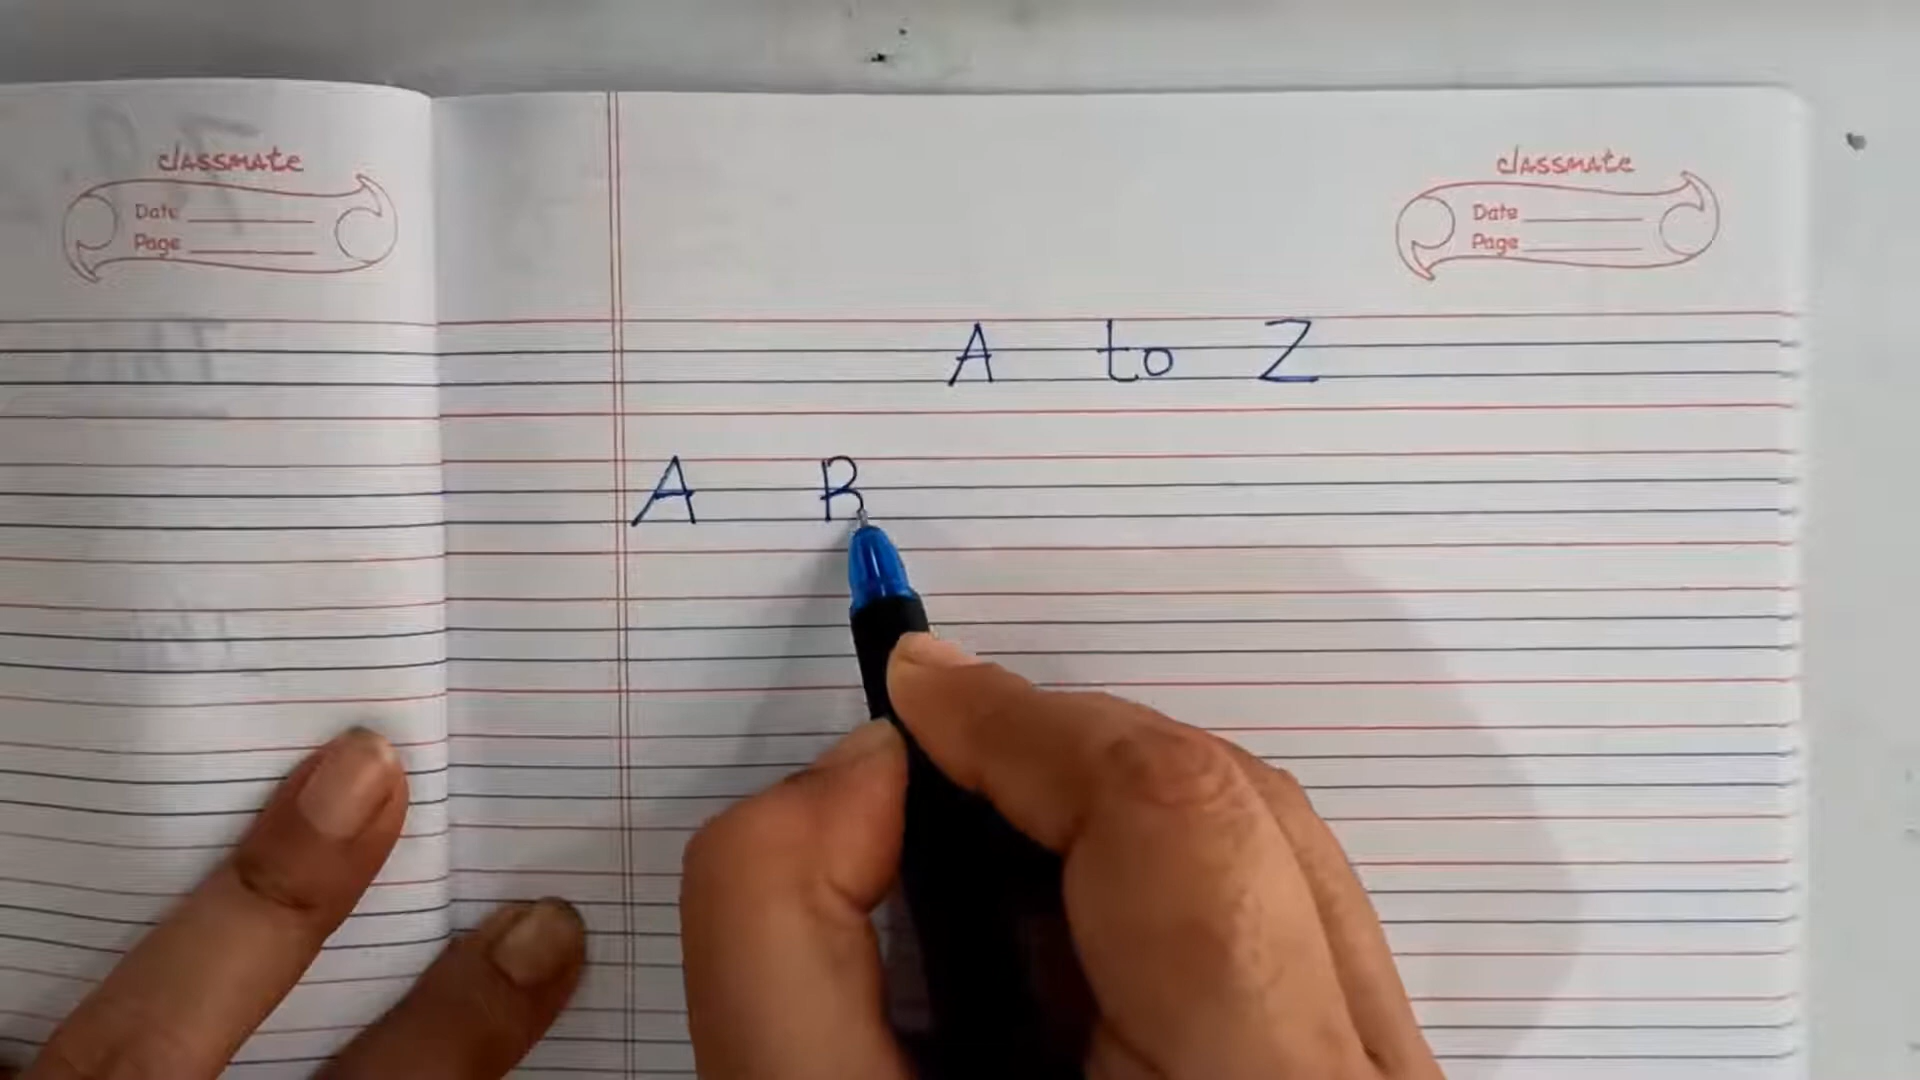 classmate
Date
Page
classmate
Date
Page
A to Z
A B